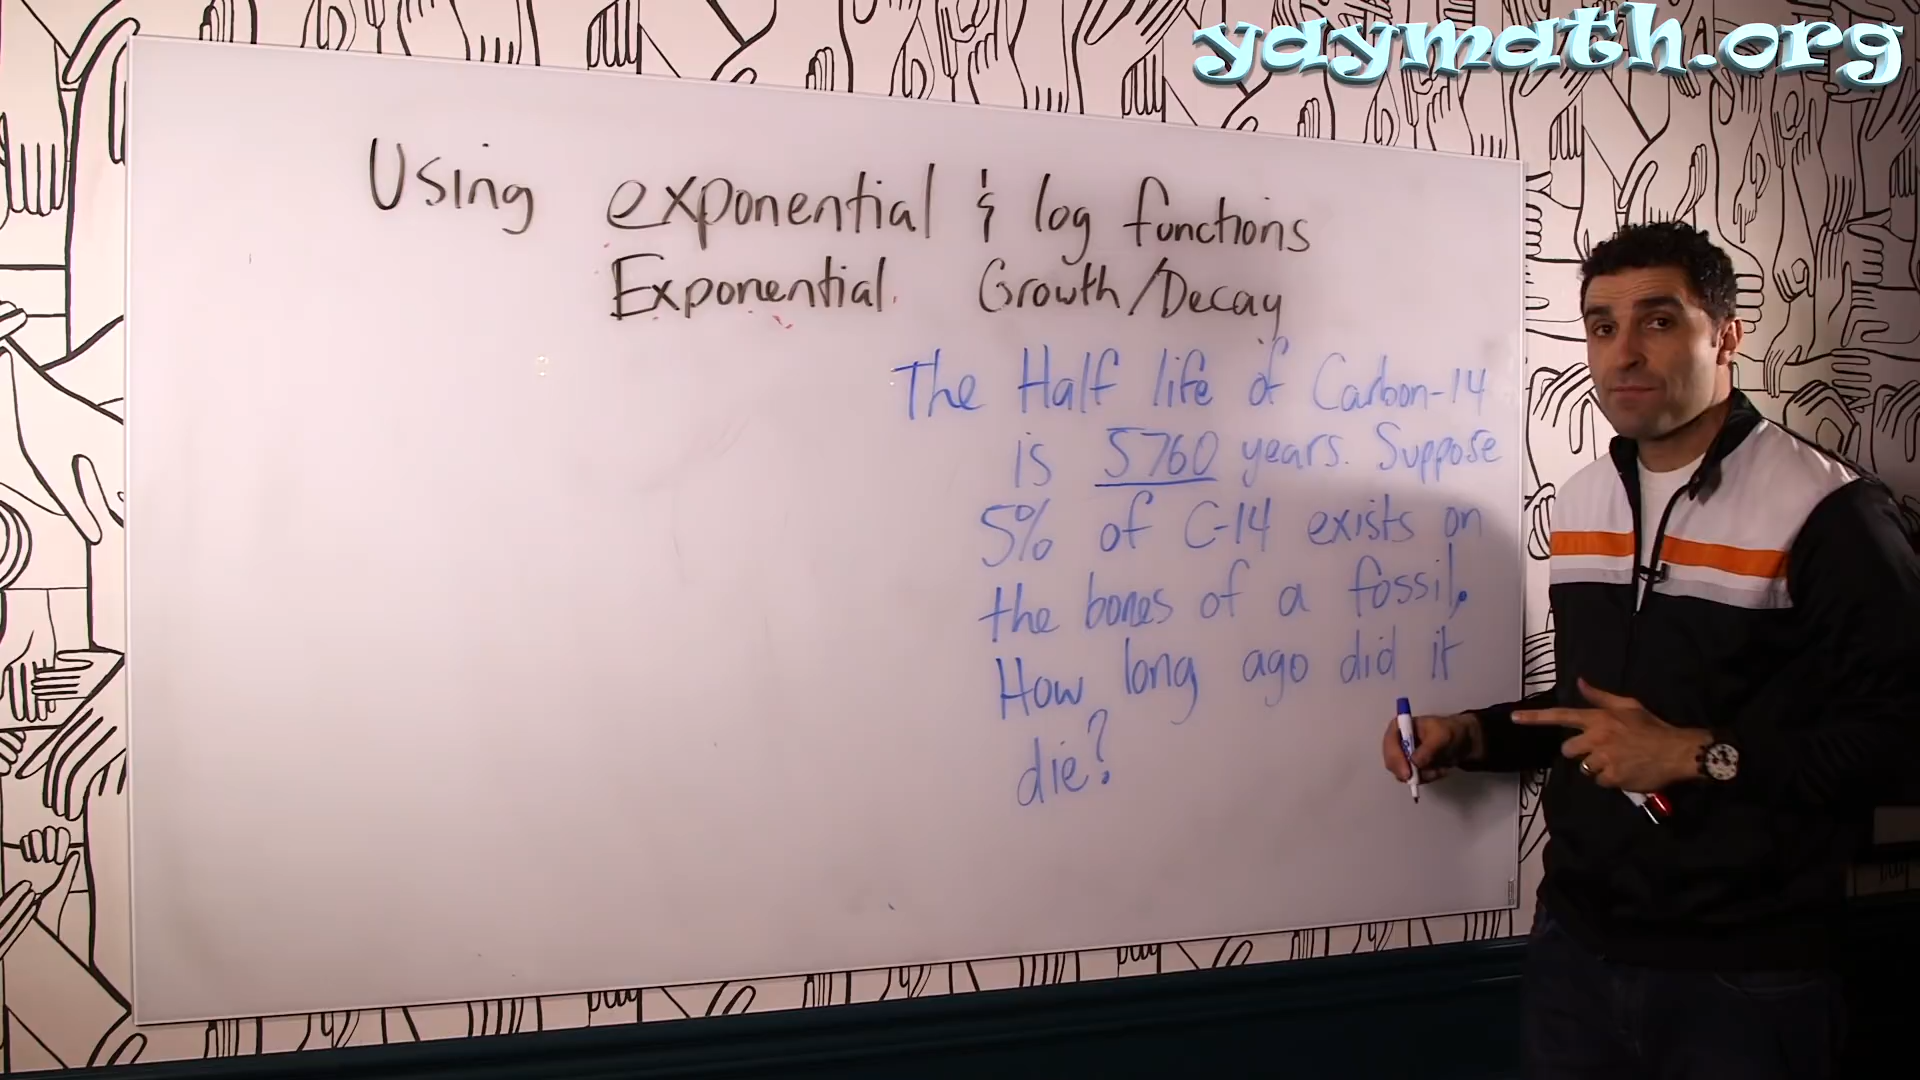 yaymath.org
Using exponential & log functions
Exponential Growth/Decay
The Half life of Carbon-14
is 5760 years. Suppose
5% of C-14 exists on
the bones of a fossil.
How long ago did it
die?